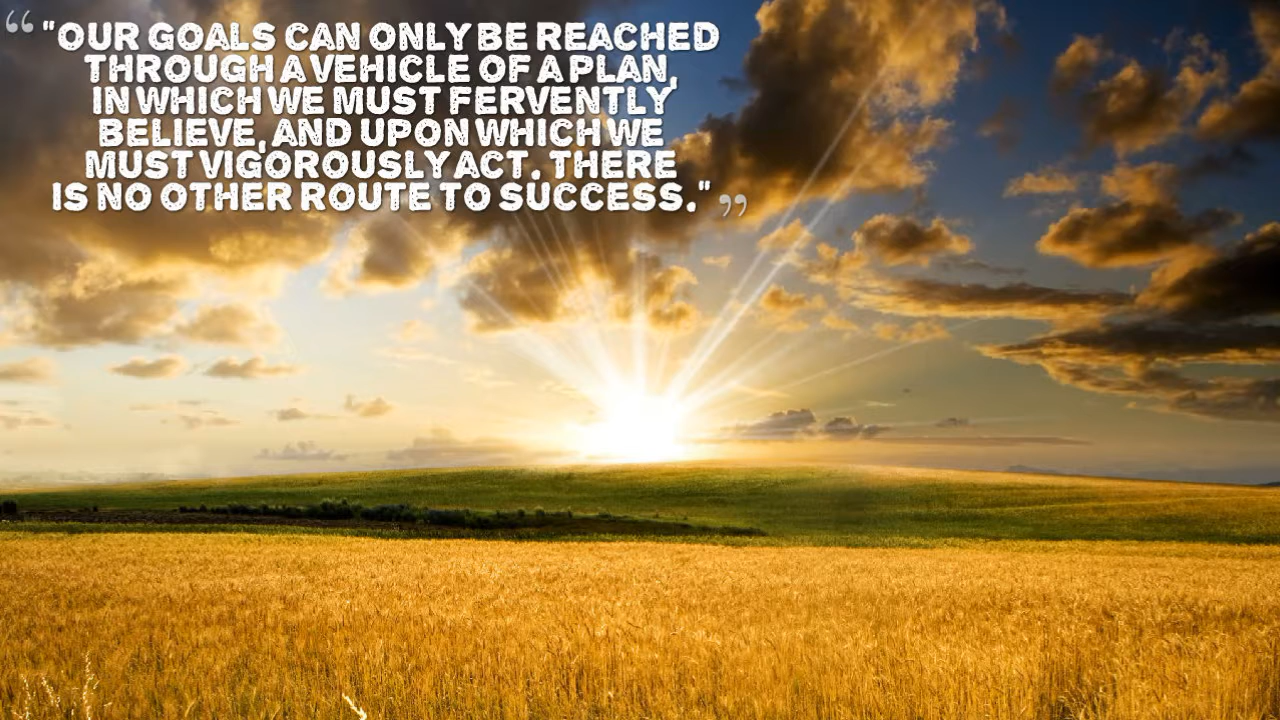 “ "OUR GOALS CAN ONLY BE REACHED
THROUGH A VEHICLE OF A PLAN,
IN WHICH WE MUST FERVENTLY
BELIEVE, AND UPON WHICH WE
MUST VIGOROUSLY ACT. THERE
IS NO OTHER ROUTE TO SUCCESS." ”